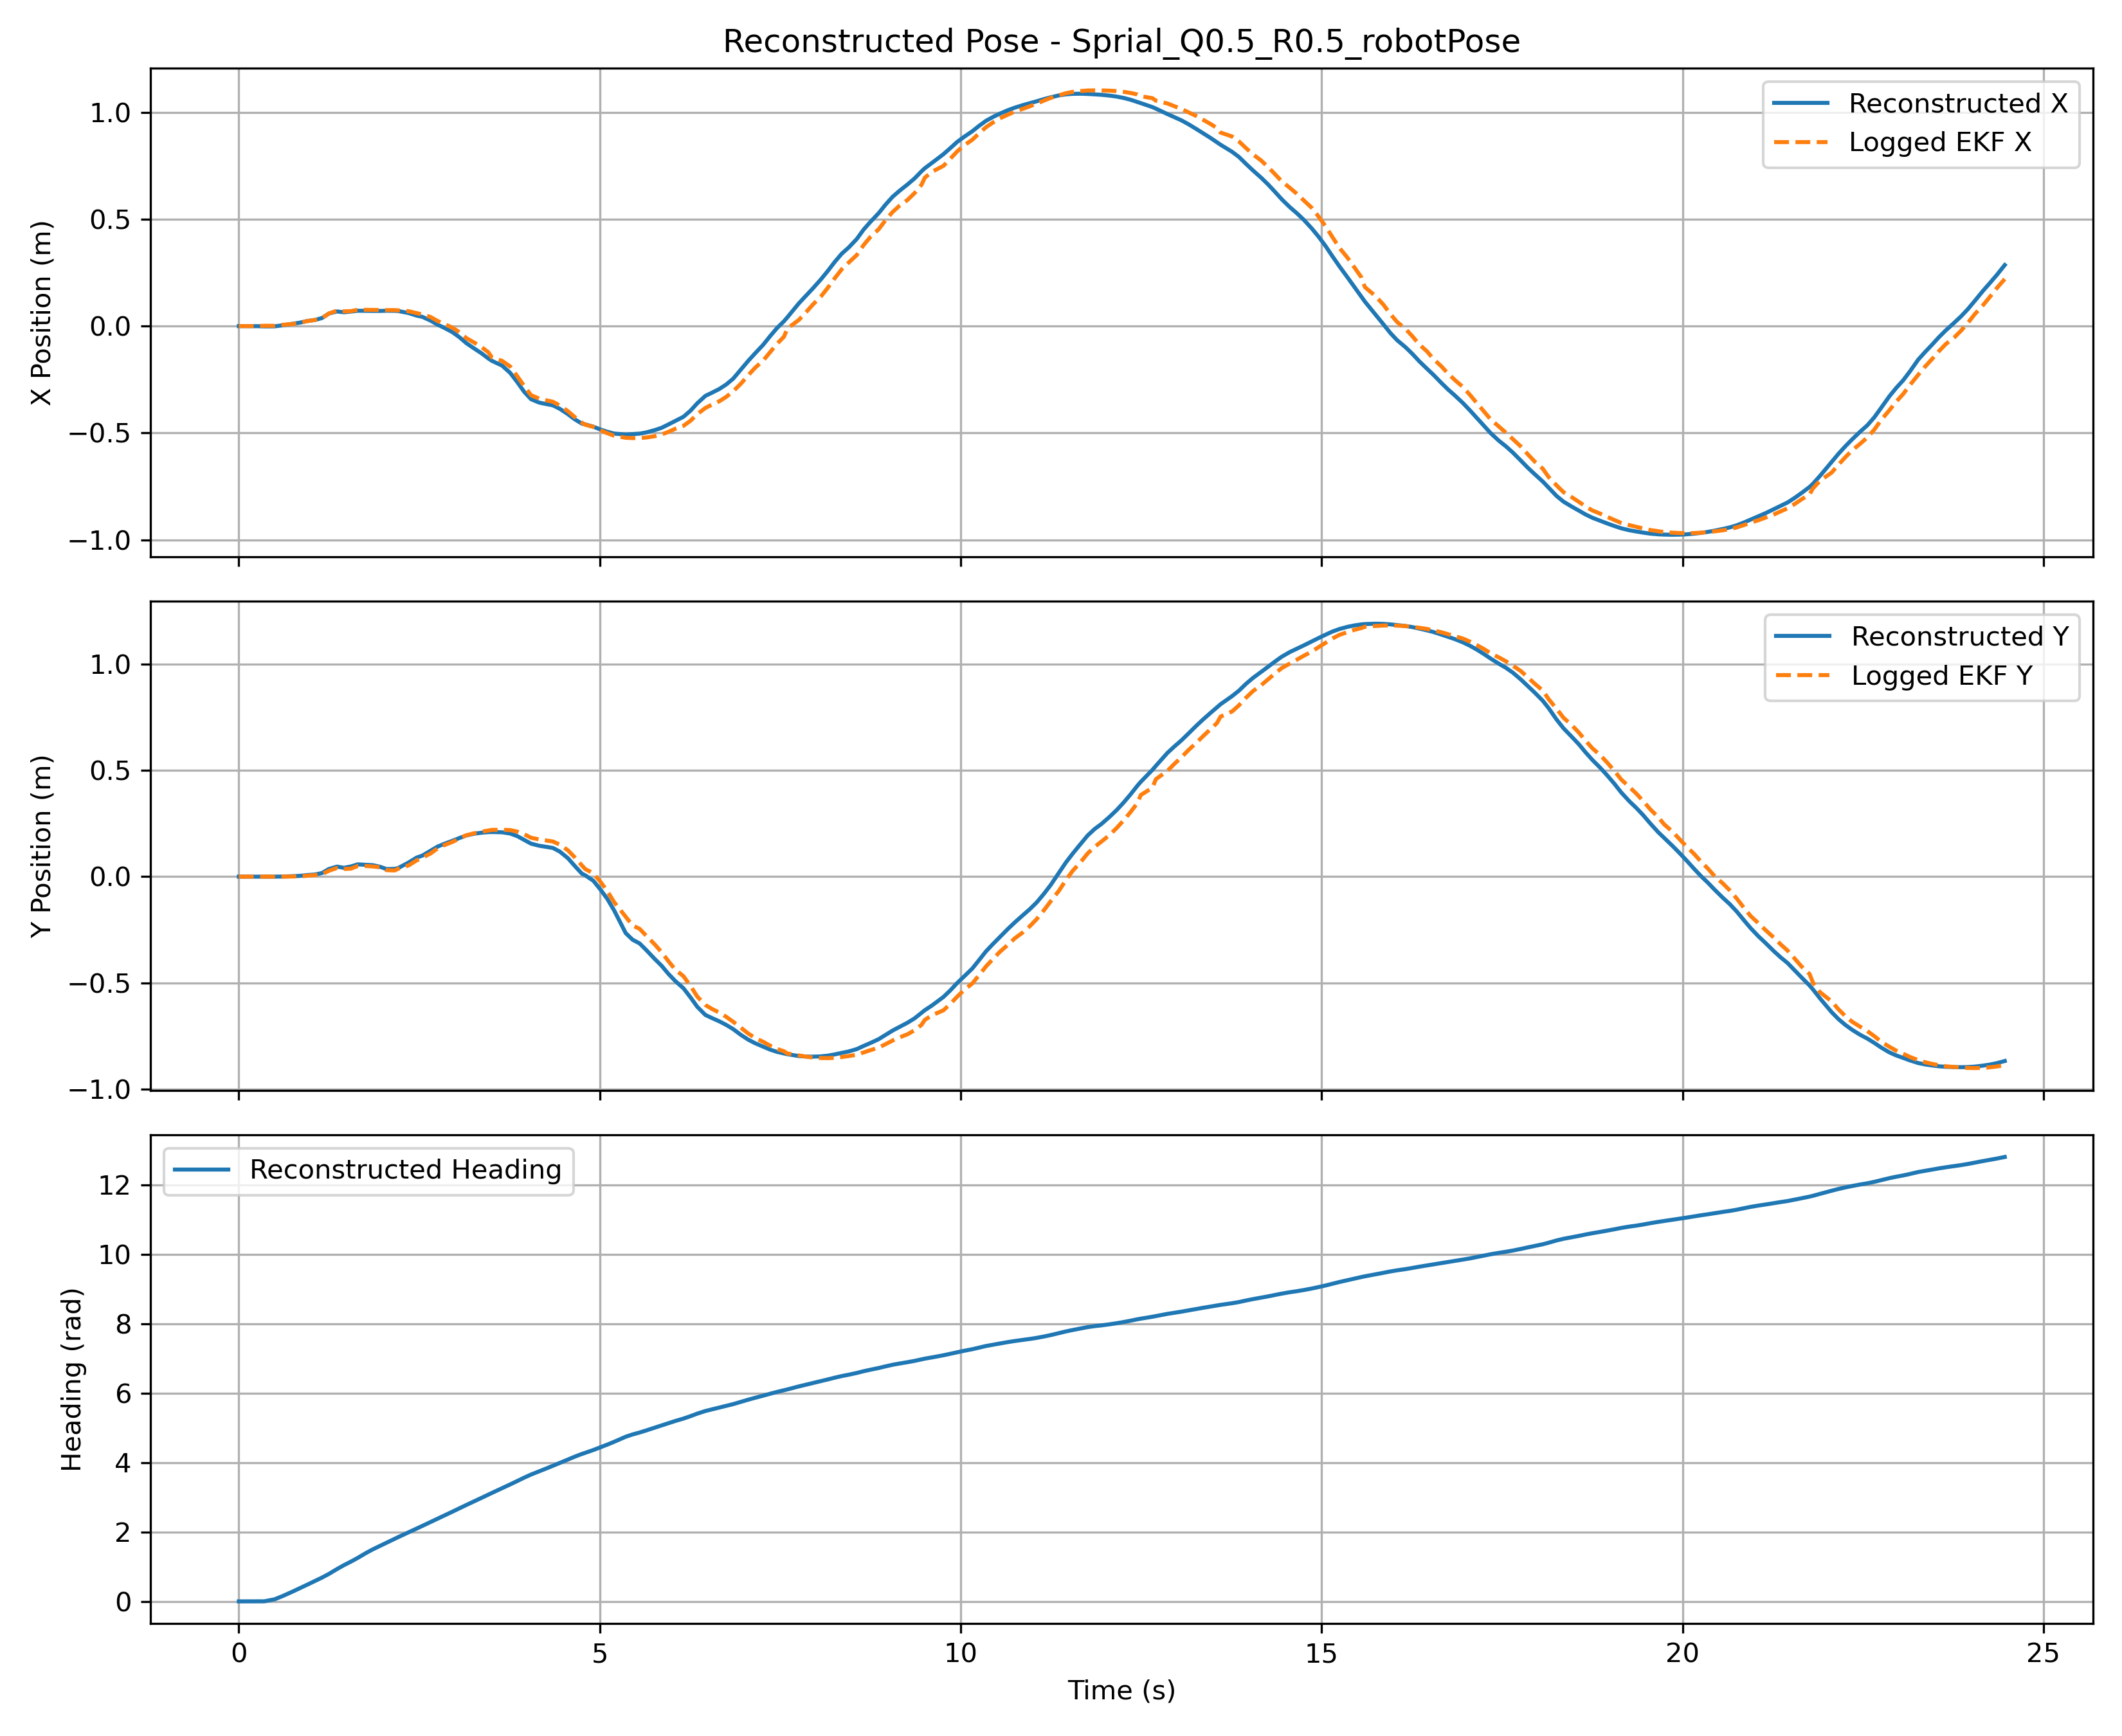 Reconstructed Pose - Sprial_Q0.5_R0.5_robotPose
X Position (m)
1.0
0.5
0.0
−0.5
−1.0
Reconstructed X
Logged EKF X
Y Position (m)
1.0
0.5
0.0
−0.5
−1.0
Reconstructed Y
Logged EKF Y
Heading (rad)
12
10
8
6
4
2
0
Reconstructed Heading
0 5 10 15 20 25
Time (s)